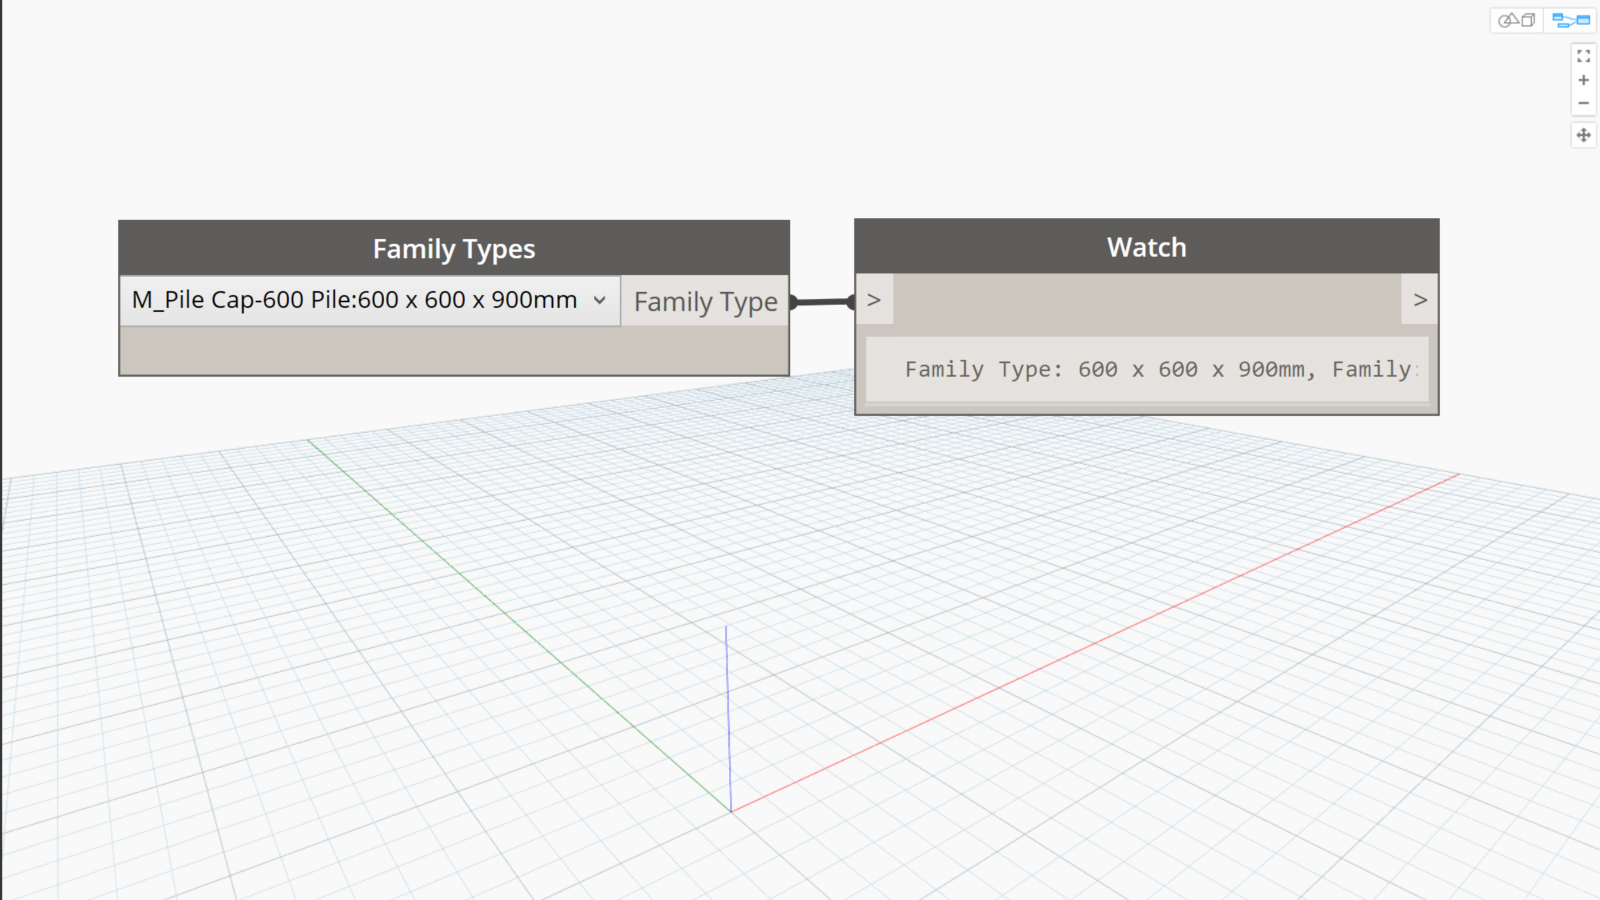 Family Types
M_Pile Cap-600 Pile:600 x 600 x 900mm
Family Type
Watch
>
>
Family Type: 600 x 600 x 900mm, Family: